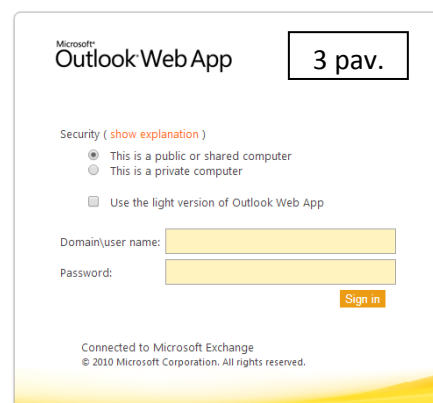 Microsoft®
Outlook Web App
3 pav.
Security ( show explanation )
This is a public or shared computer
This is a private computer
Use the light version of Outlook Web App
Domain\user name:
Password:
Sign in
Connected to Microsoft Exchange
© 2010 Microsoft Corporation. All rights reserved.